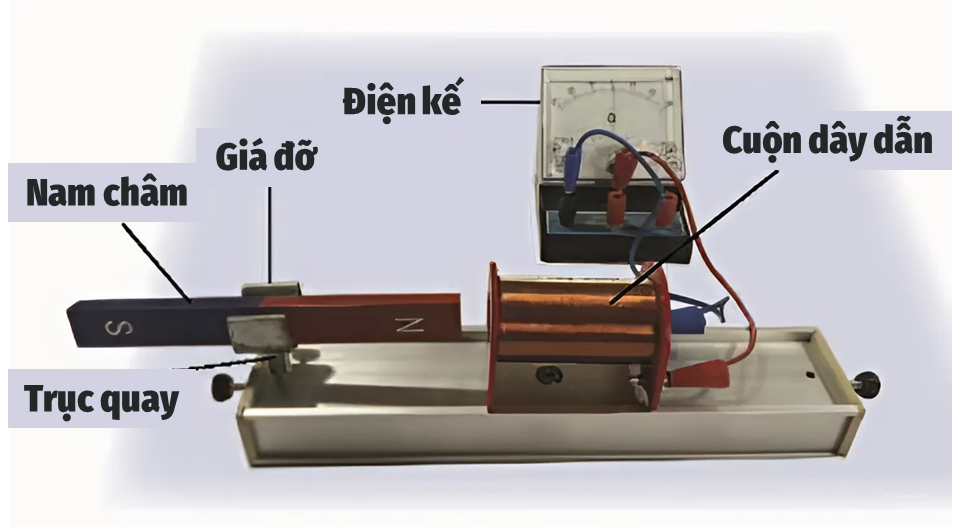 Điện kế
Cuộn dây dẫn
Giá đỡ
Nam châm
G
S
N
Trục quay